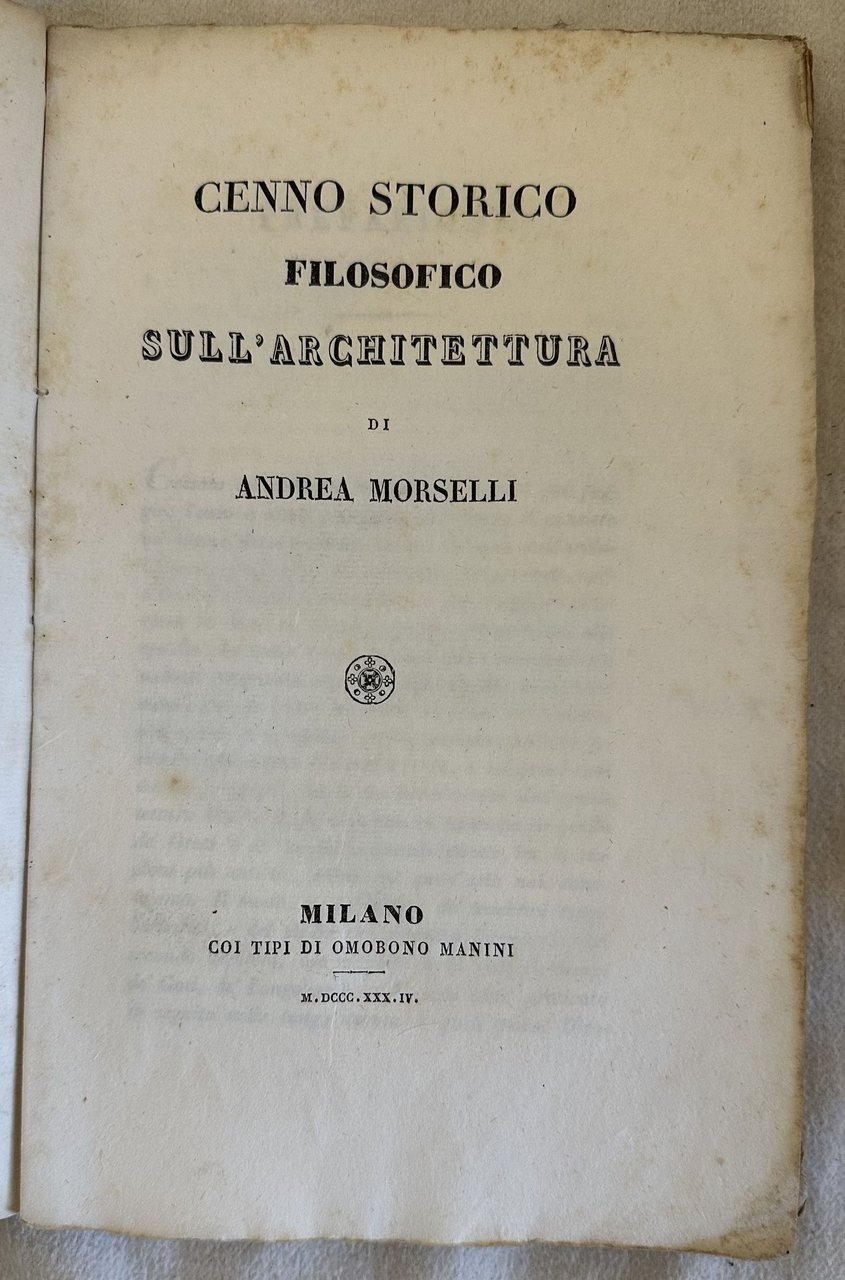 CENNO STORICO
FILOSOFICO
SULL'ARCHITETTURA
DI
ANDREA MORSELLI
MILANO
COI TIPI DI OMOBONO MANINI
M.DCCC.XXX.IV.